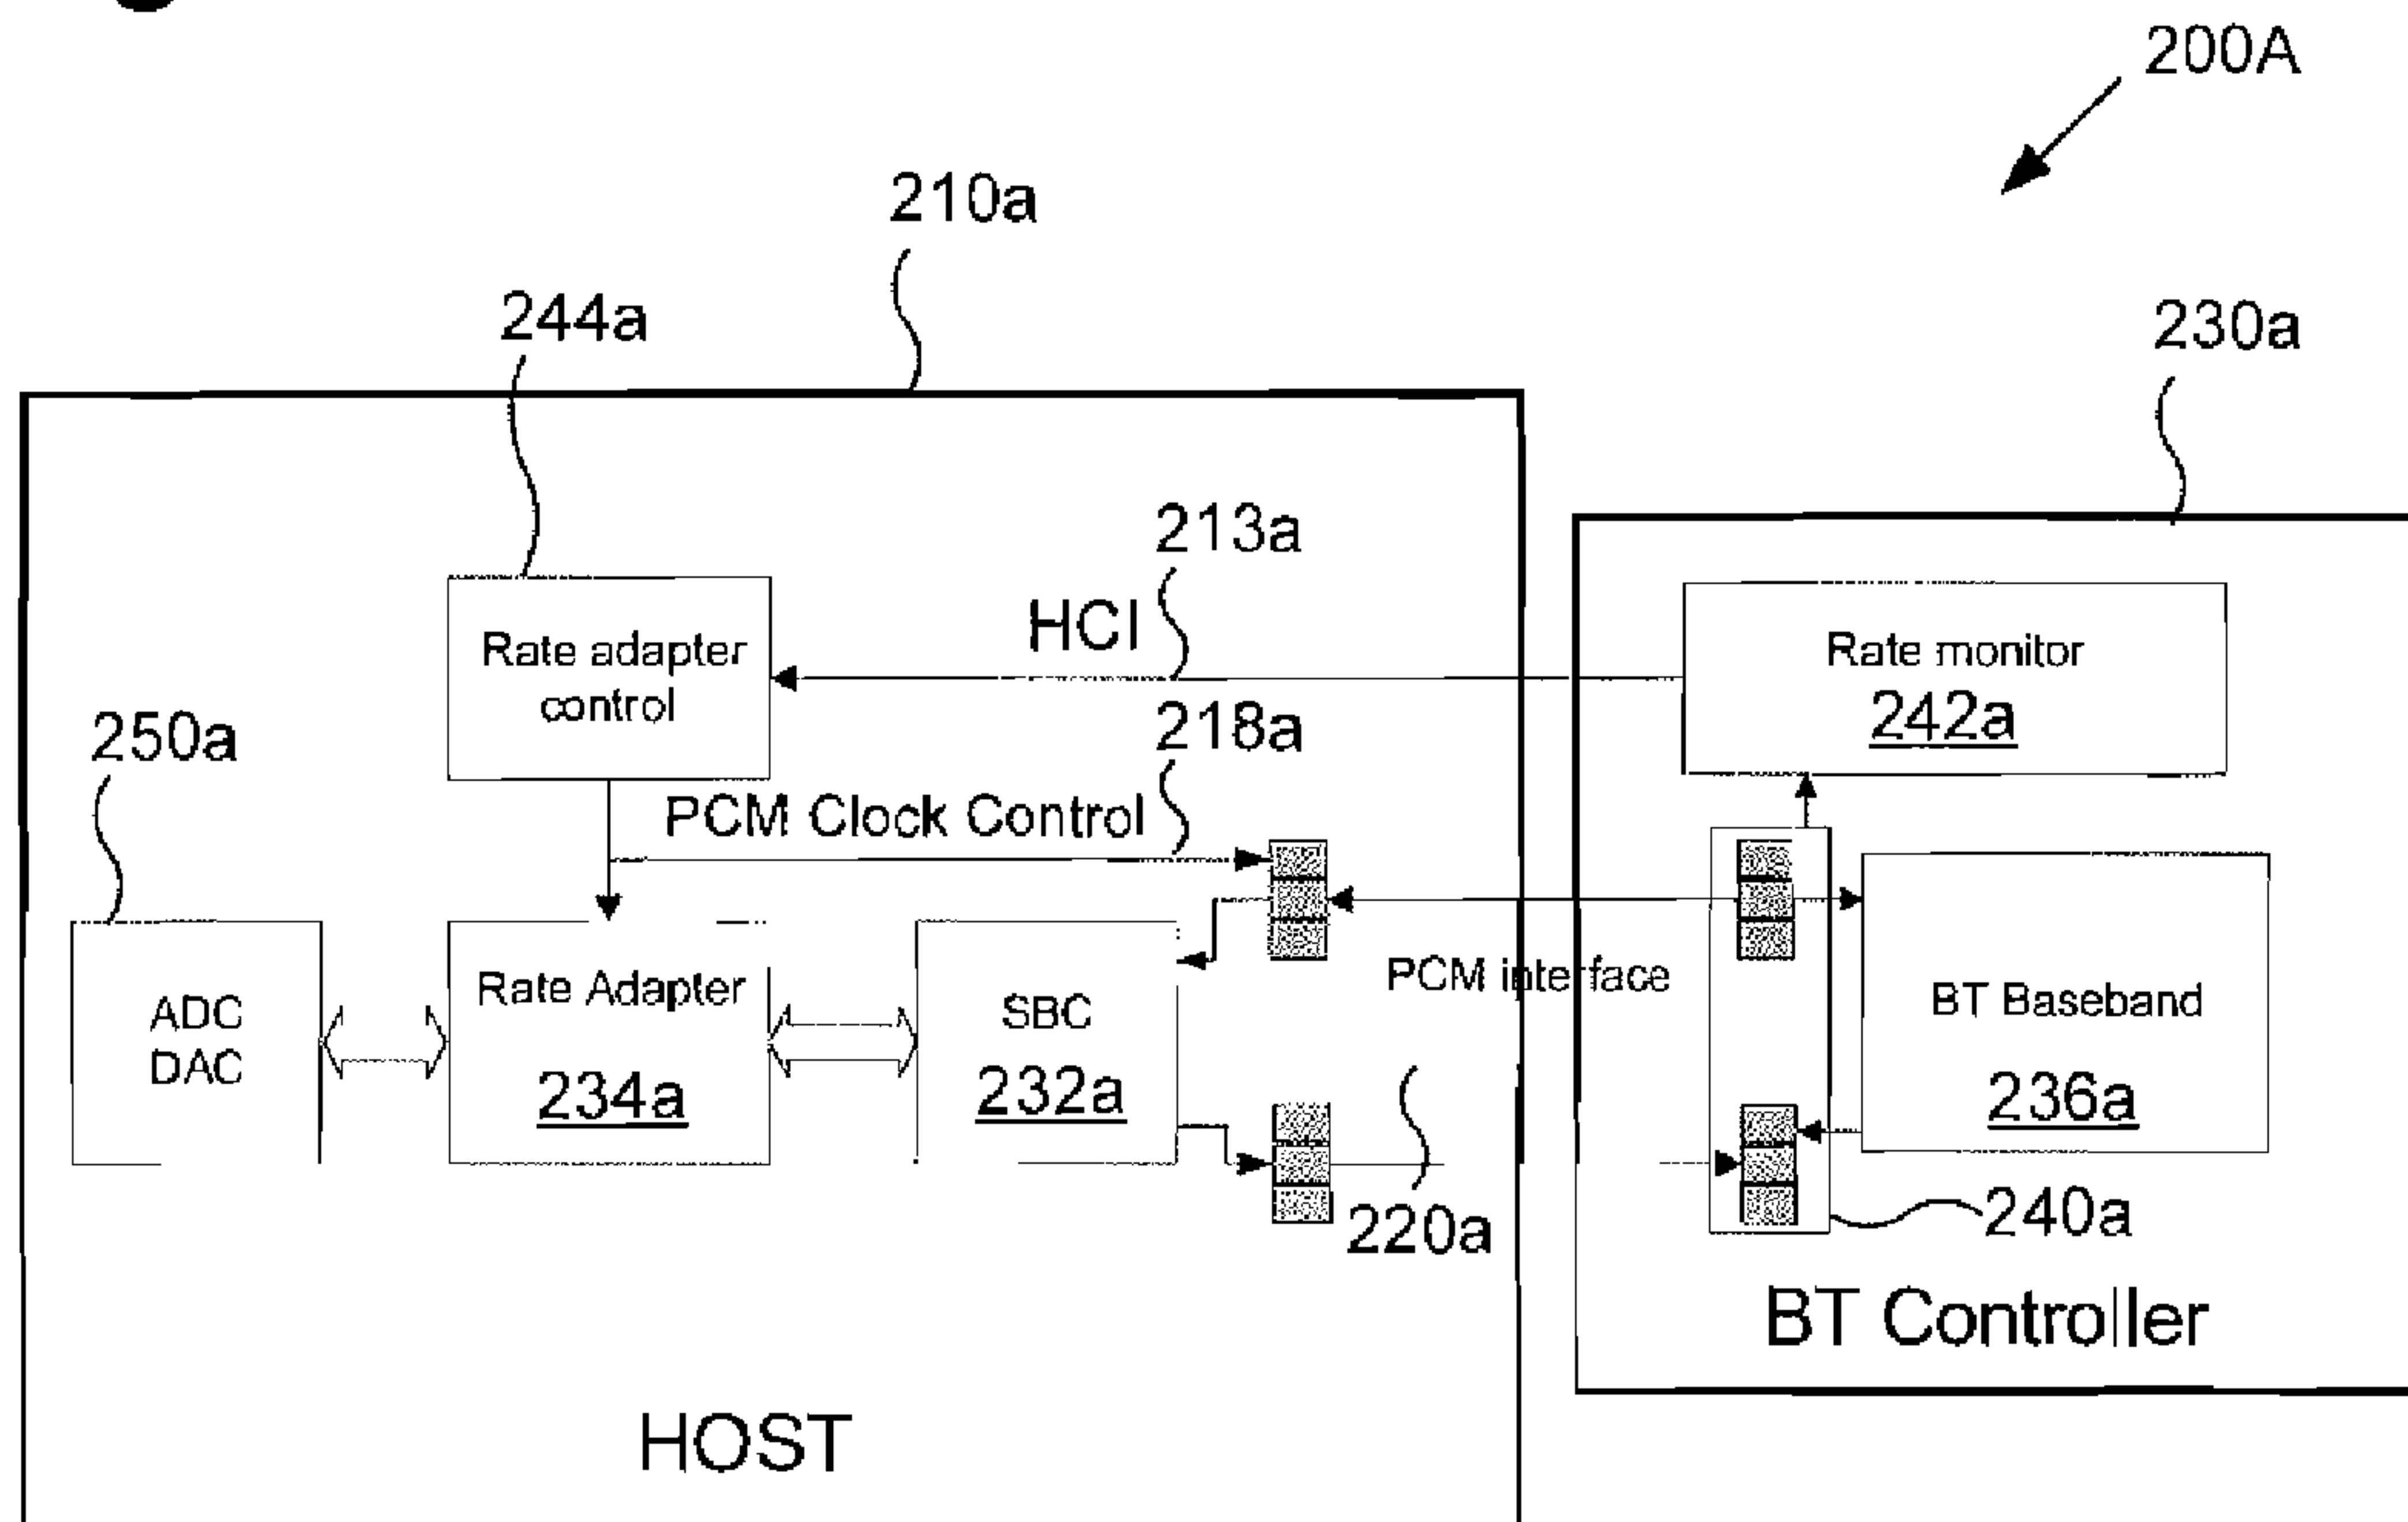 200A
210a
230a
244a
213a
HCI
Rate adapter
control
Rate monitor
242a
250a
218a
PCM Clock Control
ADC
DAC
Rate Adapter
234a
SBC
232a
PCM interface
BT Baseband
236a
220a
240a
BT Controller
HOST